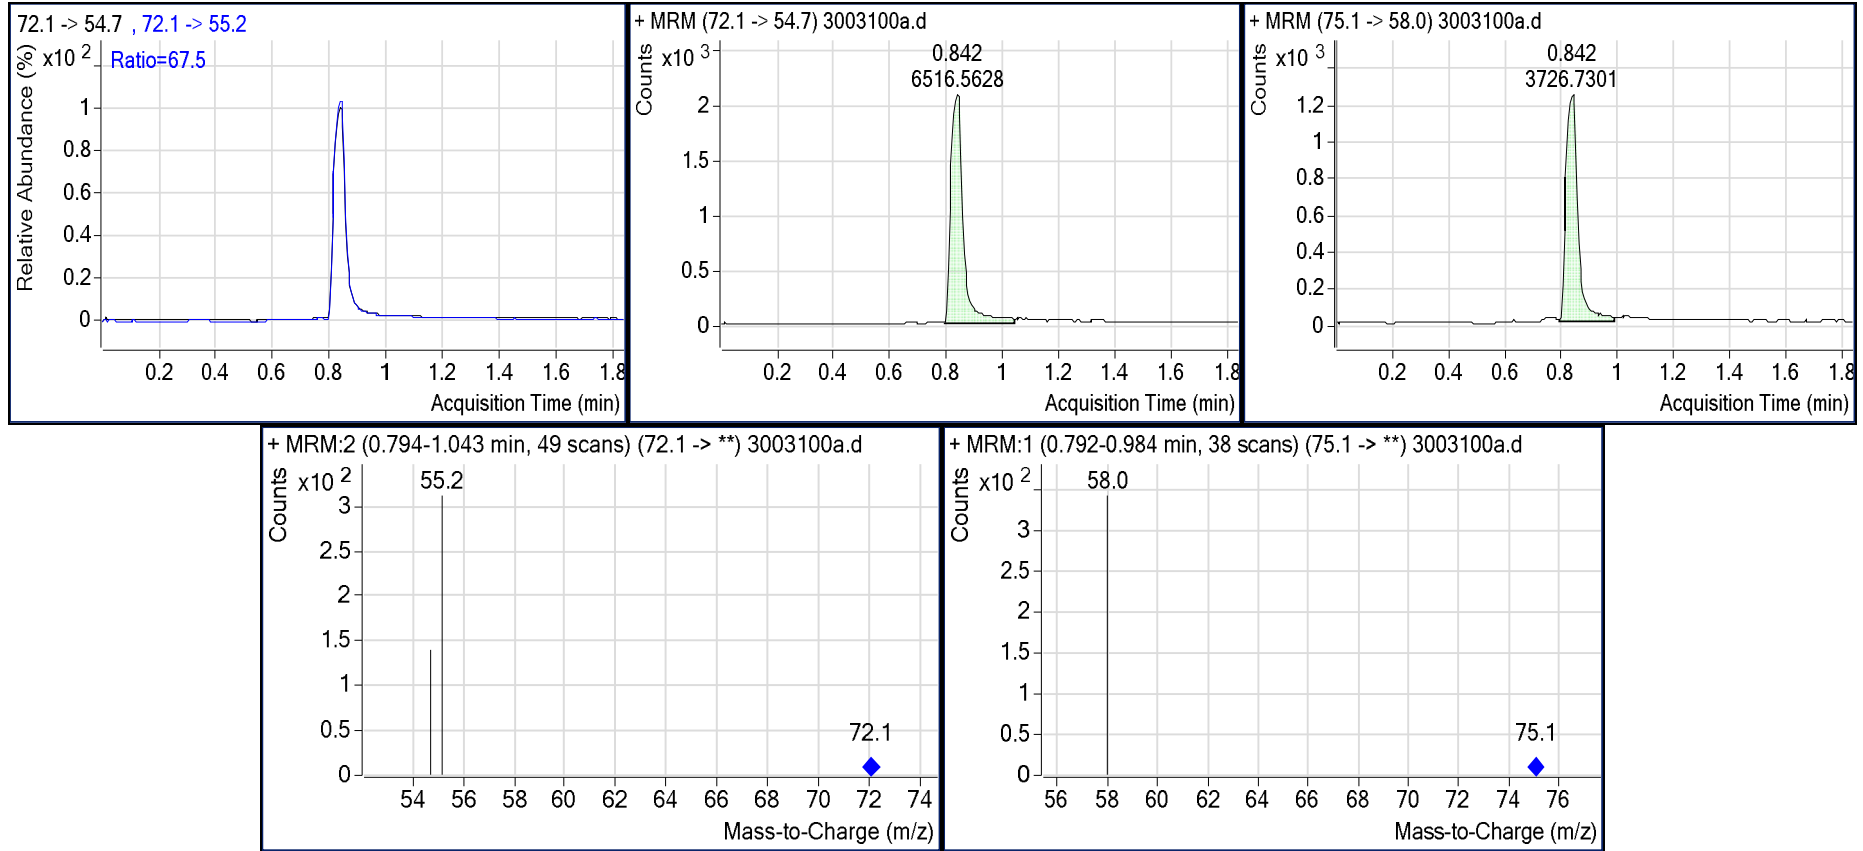 72.1 -> 54.7 , 72.1 -> 55.2
Relative Abundance (%)
x10 2
Ratio=67.5
1
0.8
0.6
0.4
0.2
0
0.2 0.4 0.6 0.8 1 1.2 1.4 1.6 1.8
Acquisition Time (min)
+ MRM (72.1 -> 54.7) 3003100a.d
Counts
x10 3
0.842
6516.5628
2
1.5
1
0.5
0
0.2 0.4 0.6 0.8 1 1.2 1.4 1.6 1.8
Acquisition Time (min)
+ MRM (75.1 -> 58.0) 3003100a.d
Counts
x10 3
0.842
3726.7301
1.2
1
0.8
0.6
0.4
0.2
0
0.2 0.4 0.6 0.8 1 1.2 1.4 1.6 1.8
Acquisition Time (min)
+ MRM:2 (0.794-1.043 min, 49 scans) (72.1 -> **) 3003100a.d
Counts
x10 2
55.2
3
2.5
2
1.5
1
0.5
0
72.1
54 56 58 60 62 64 66 68 70 72 74
Mass-to-Charge (m/z)
+ MRM:1 (0.792-0.984 min, 38 scans) (75.1 -> **) 3003100a.d
Counts
x10 2
58.0
3
2.5
2
1.5
1
0.5
0
75.1
56 58 60 62 64 66 68 70 72 74 76
Mass-to-Charge (m/z)